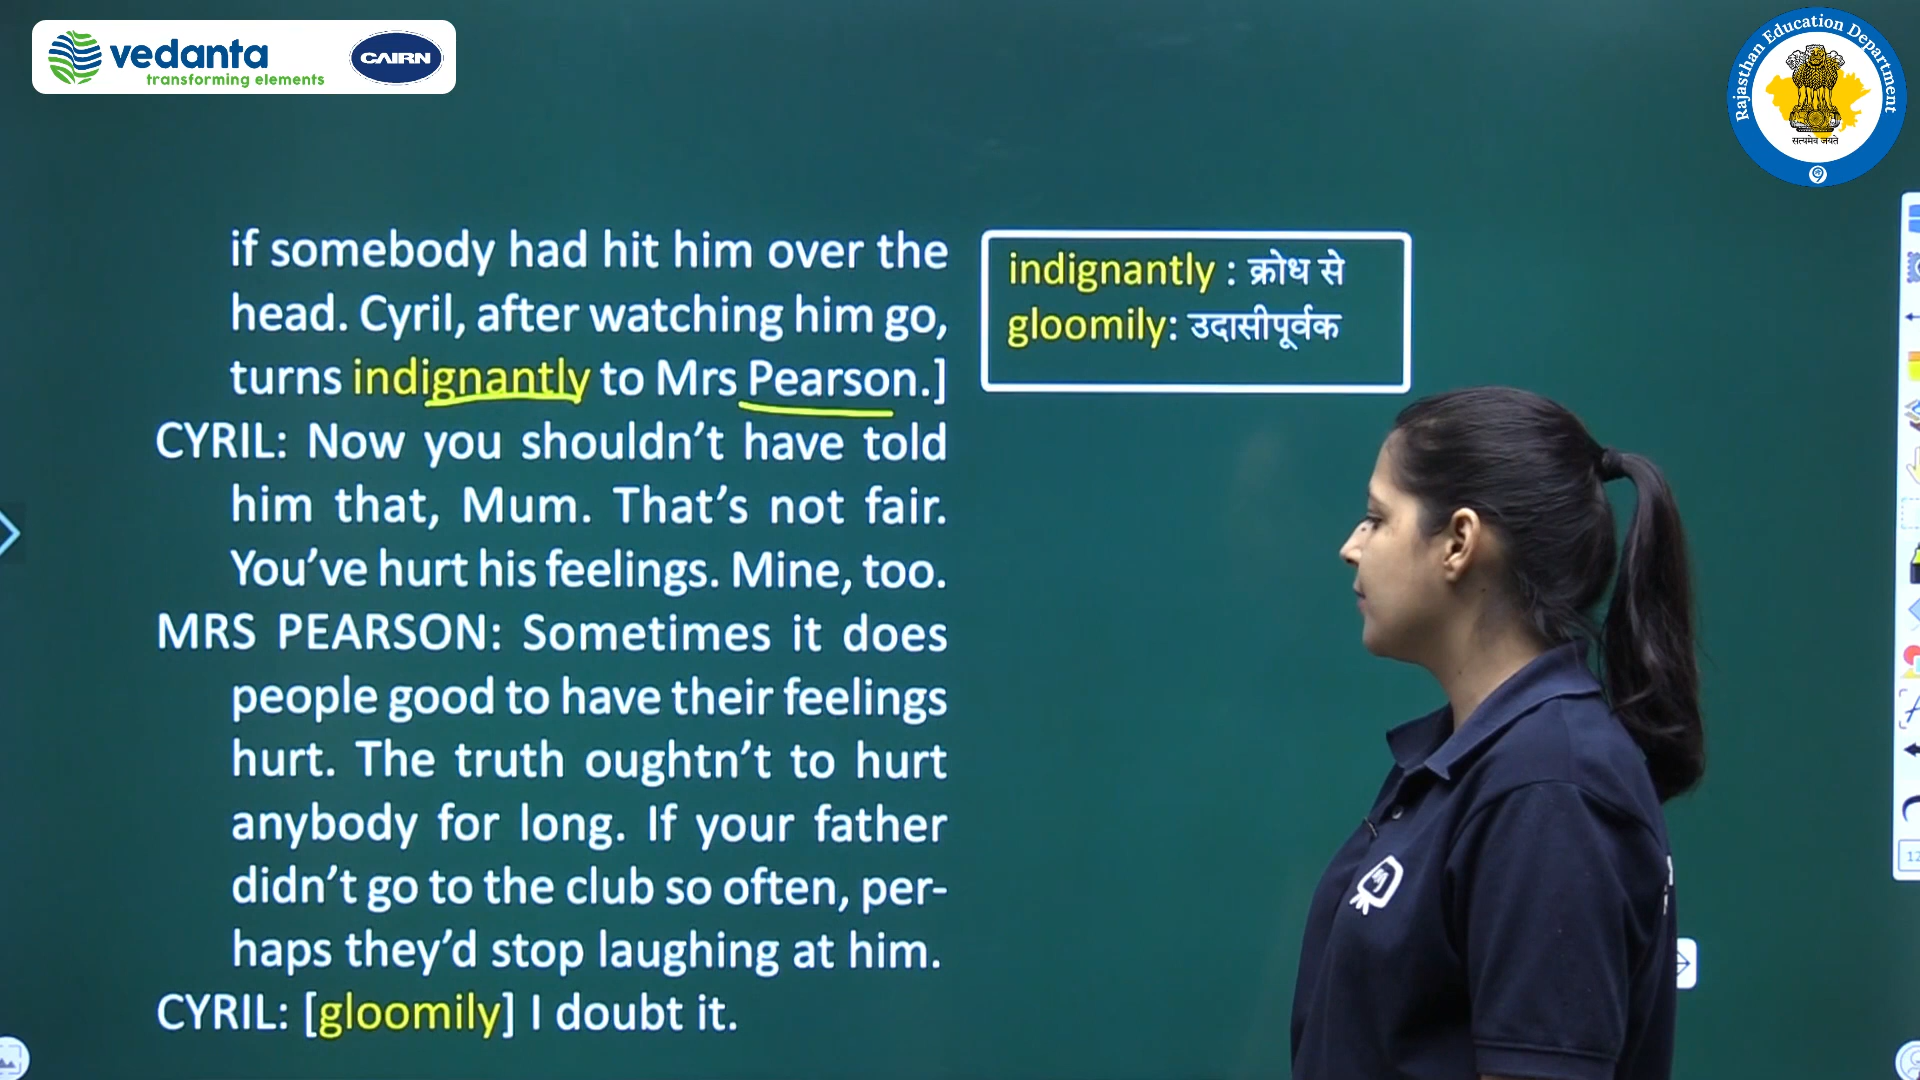 vedanta
transforming elements
CAIRN
Rajasthan Education Department
सत्यमेव जयते
if somebody had hit him over the
head. Cyril, after watching him go,
turns indignantly to Mrs Pearson.]
CYRIL: Now you shouldn’t have told
him that, Mum. That’s not fair.
You’ve hurt his feelings. Mine, too.
MRS PEARSON: Sometimes it does
people good to have their feelings
hurt. The truth oughtn’t to hurt
anybody for long. If your father
didn’t go to the club so often, per-
haps they’d stop laughing at him.
CYRIL: [gloomily] I doubt it.
indignantly : क्रोध से
gloomily: उदासीपूर्वक
12